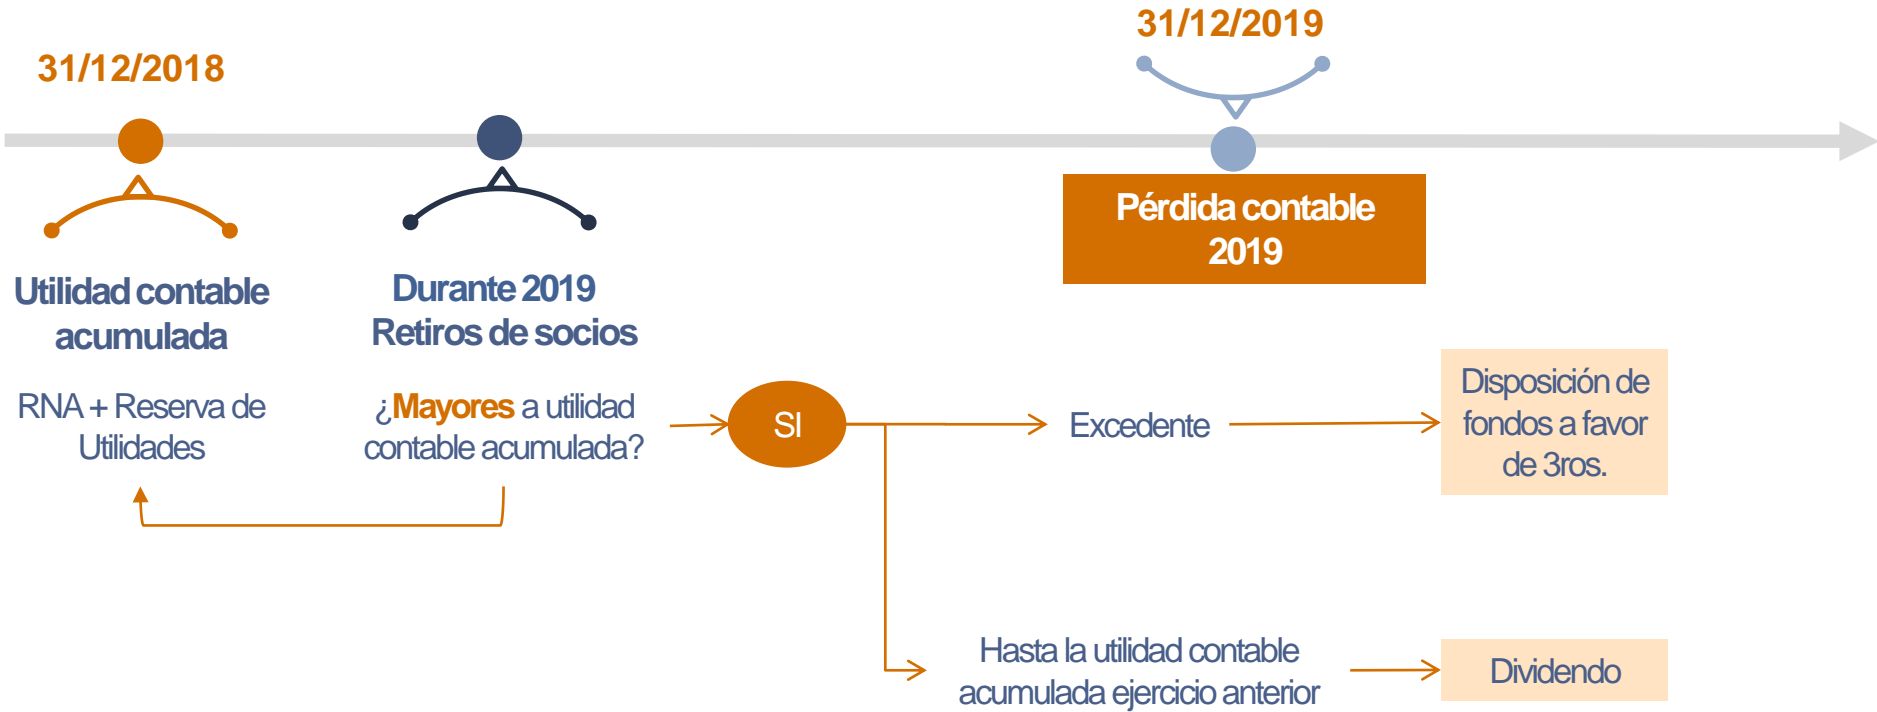 31/12/2018
31/12/2019
Pérdida contable
2019
Utilidad contable
acumulada
RNA + Reserva de
Utilidades
Durante 2019
Retiros de socios
¿Mayores a utilidad
contable acumulada?
SI
Excedente
Disposición de
fondos a favor
de 3ros.
Hasta la utilidad contable
acumulada ejercicio anterior
Dividendo